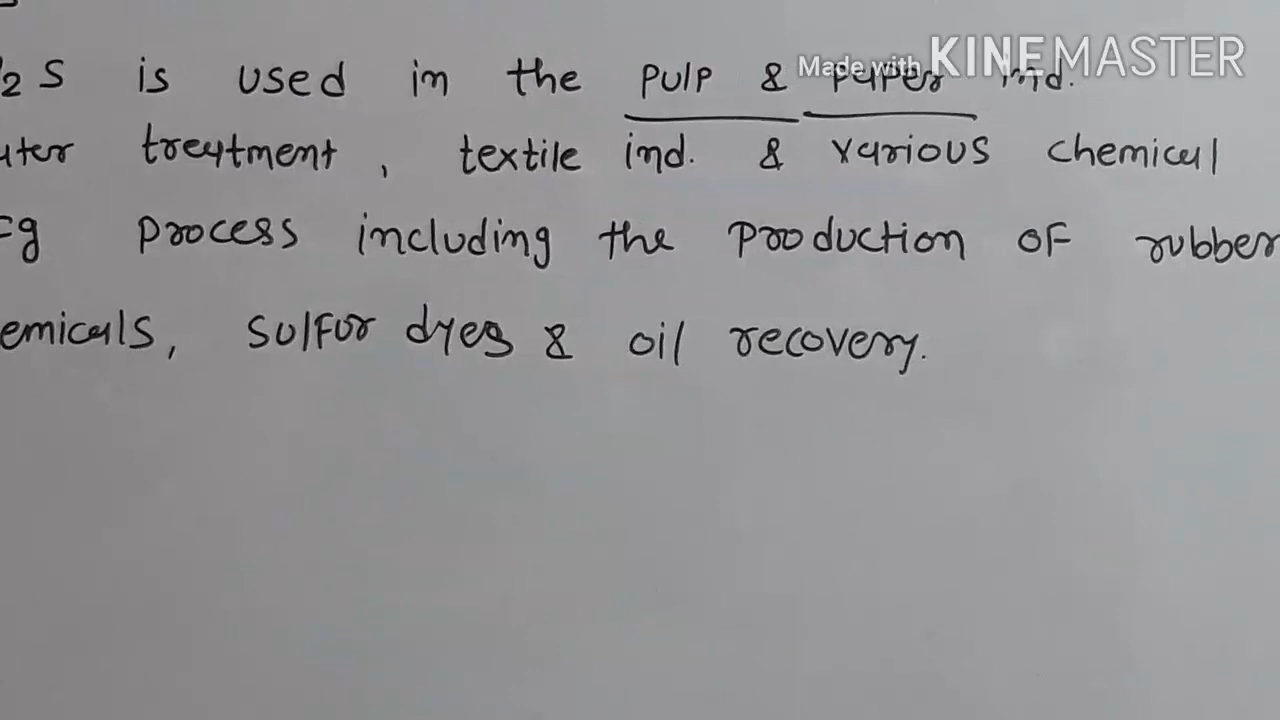 2S is used in the pulp & paper ind.
Made with KINEMASTER
ater treatment, textile ind. & various chemical
Fg process including the production of rubber
emicals, sulfur dyes & oil recovery.